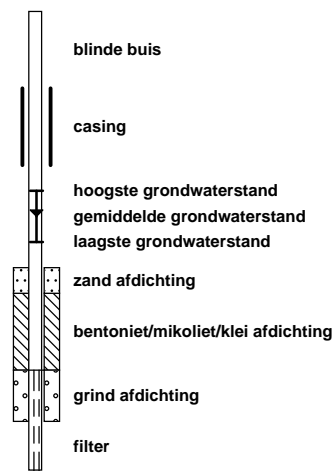 blinde buis
casing
hoogste grondwaterstand
gemiddelde grondwaterstand
laagste grondwaterstand
zand afdichting
bentoniet/mikoliet/klei afdichting
grind afdichting
filter